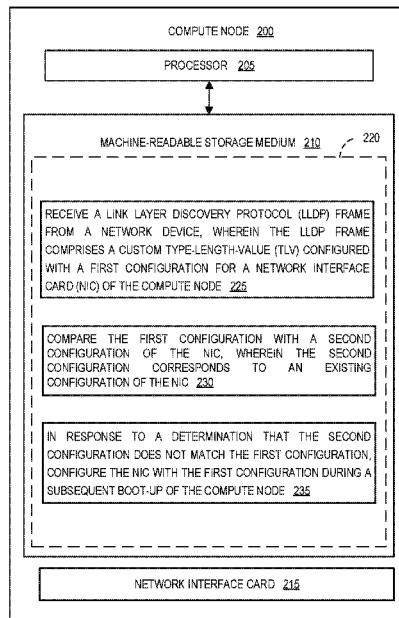 COMPUTE NODE 200
PROCESSOR 205
MACHINE-READABLE STORAGE MEDIUM 210
220
RECEIVE A LINK LAYER DISCOVERY PROTOCOL (LLDP) FRAME
FROM A NETWORK DEVICE, WHEREIN THE LLDP FRAME
COMPRISES A CUSTOM TYPE-LENGTH-VALUE (TLV) CONFIGURED
WITH A FIRST CONFIGURATION FOR A NETWORK INTERFACE
CARD (NIC) OF THE COMPUTE NODE 225
COMPARE THE FIRST CONFIGURATION WITH A SECOND
CONFIGURATION OF THE NIC, WHEREIN THE SECOND
CONFIGURATION CORRESPONDS TO AN EXISTING
CONFIGURATION OF THE NIC 230
IN RESPONSE TO A DETERMINATION THAT THE SECOND
CONFIGURATION DOES NOT MATCH THE FIRST CONFIGURATION,
CONFIGURE THE NIC WITH THE FIRST CONFIGURATION DURING A
SUBSEQUENT BOOT-UP OF THE COMPUTE NODE 235
NETWORK INTERFACE CARD 215